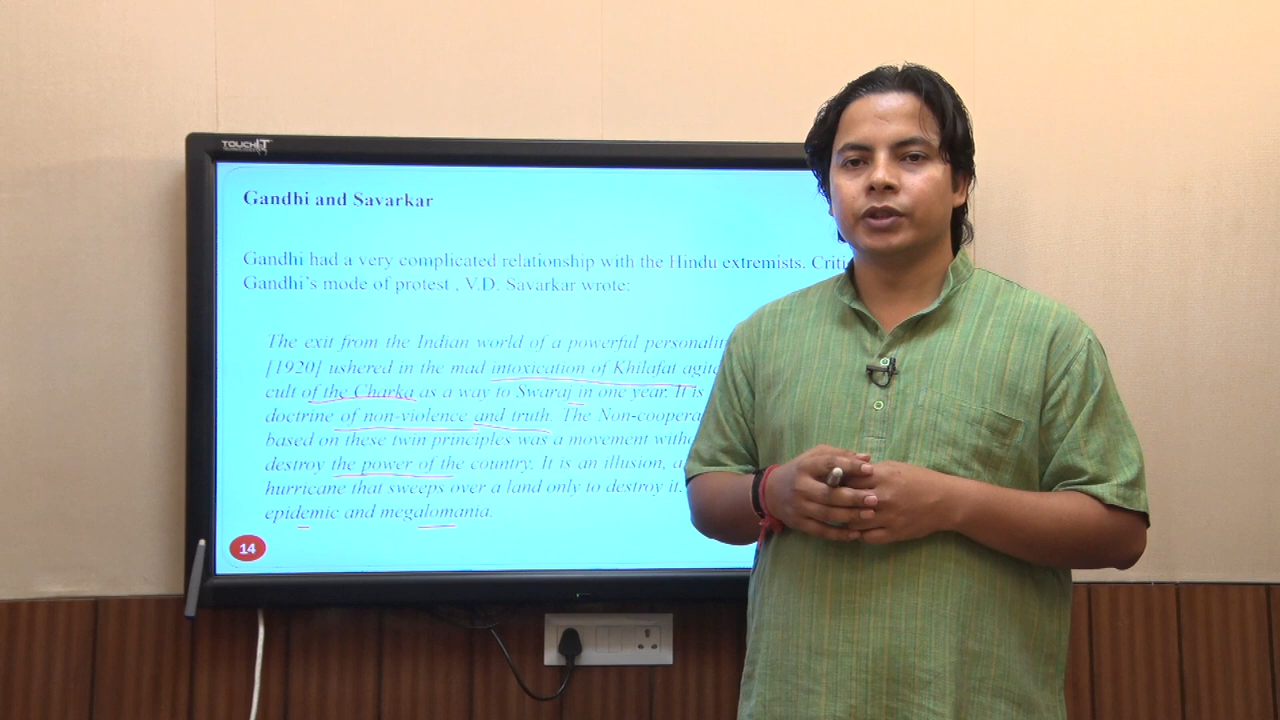 TOUCHIT
Gandhi and Savarkar
Gandhi had a very complicated relationship with the Hindu extremists. Criti
Gandhi's mode of protest , V.D. Savarkar wrote:
The exit from the Indian world of a powerful personalit
[1920] ushered in the mad intoxication of Khilafat agit
cult of the Charka as a way to Swaraj in one year. It is
doctrine of non-violence and truth. The Non-coopera
based on these twin principles was a movement witho
destroy the power of the country. It is an illusion, a
hurricane that sweeps over a land only to destroy it.
epidemic and megalomania.
14